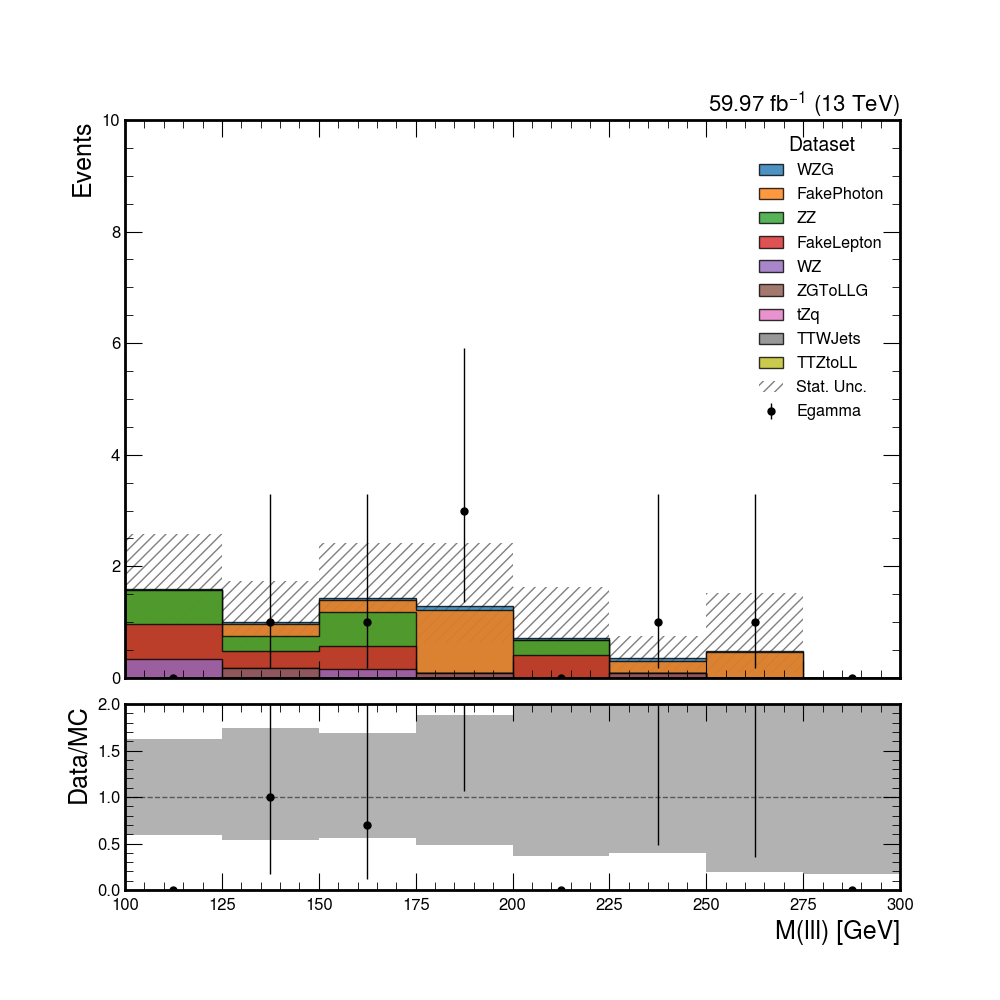 59.97 fb⁻¹ (13 TeV)
Events
10
8
6
4
2
0
Dataset
WZG
FakePhoton
ZZ
FakeLepton
WZ
ZGToLLG
tZq
TTWJets
TTZtoLL
Stat. Unc.
Egamma
Data/MC
2.0
1.5
1.0
0.5
0.0
100 125 150 175 200 225 250 275 300
M(lll) [GeV]